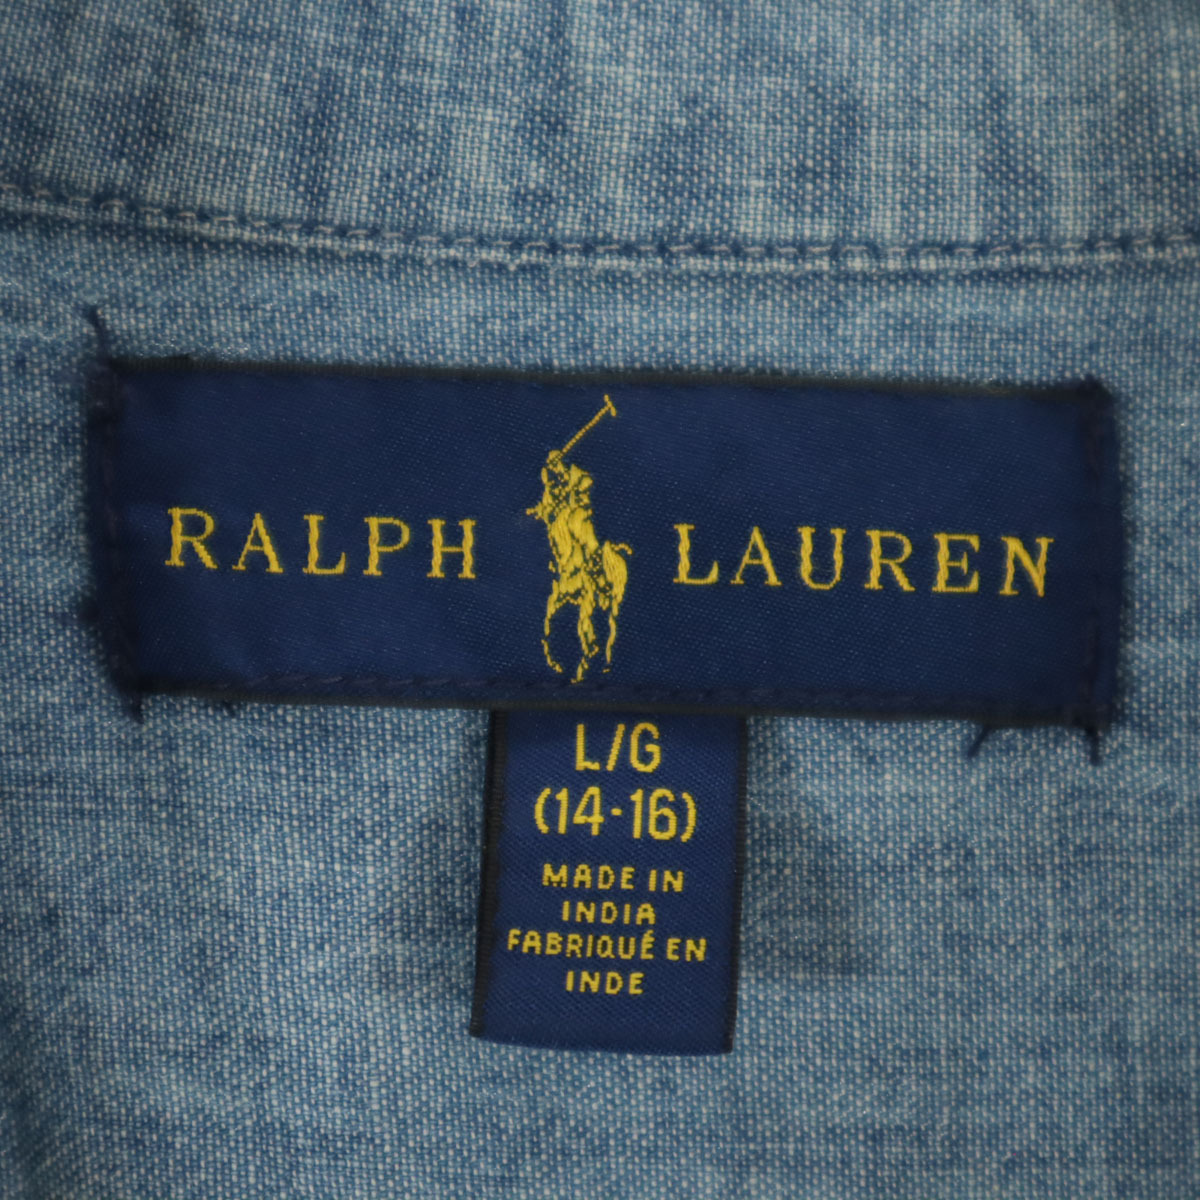 RALPH LAUREN
L/G
(14-16)
MADE IN
INDIA
FABRIQUÉ EN
INDE